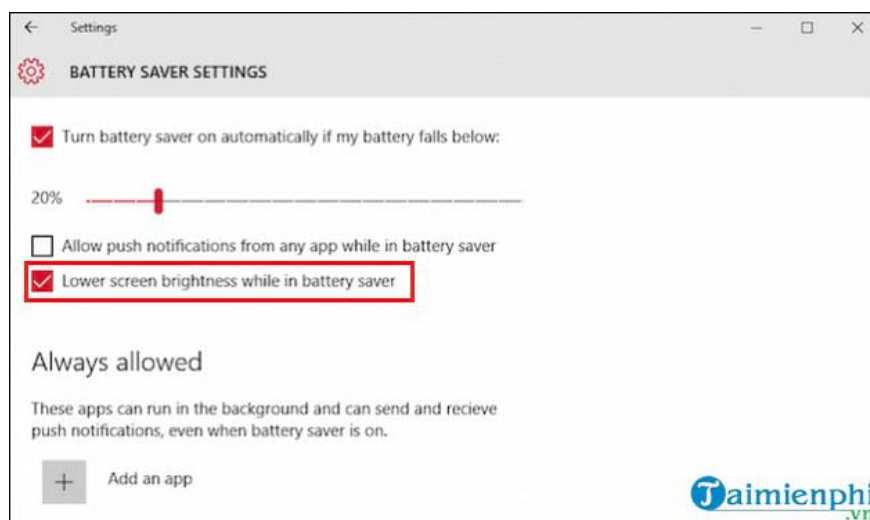 Settings
BATTERY SAVER SETTINGS
Turn battery saver on automatically if my battery falls below:
20%
Allow push notifications from any app while in battery saver
Lower screen brightness while in battery saver
Always allowed
These apps can run in the background and can send and recieve
push notifications, even when battery saver is on.
Add an app
Taimienphi
.vn